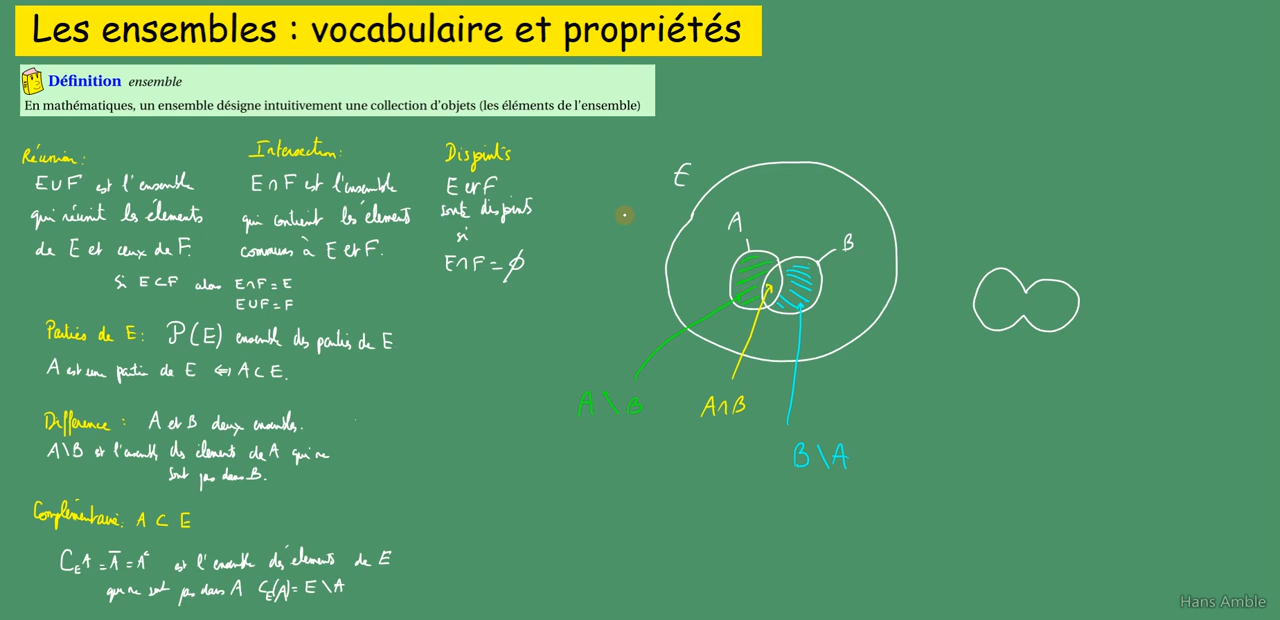 Les ensembles : vocabulaire et propriétés
Définition ensemble
En mathématiques, un ensemble désigne intuitivement une collection d'objets (les éléments de l'ensemble)
Réunion:
E∪F est l'ensemble
qui réunit les éléments
de E et ceux de F.
Intersection:
E∩F est l'ensemble
qui contient les élément
communs à E et F.
Disjoints
E et F
sont disjoints
si
E∩F = ∅
Si E⊂F alors E∩F = E
E∪F = F
Parties de E: P(E) ensemble des parties de E
A est une partie de E ⇔ A⊂E.
Différence: A et B deux ensembles.
A\B est l'ensemble des éléments de A qui ne
sont pas dans B.
Complémentaire: A ⊂ E
C_E A = Ā = Aᶜ est l'ensemble des éléments de E
qui ne sont pas dans A C_E(A) = E\A
E
A
B
A\B
A∩B
B\A
Hans Amble